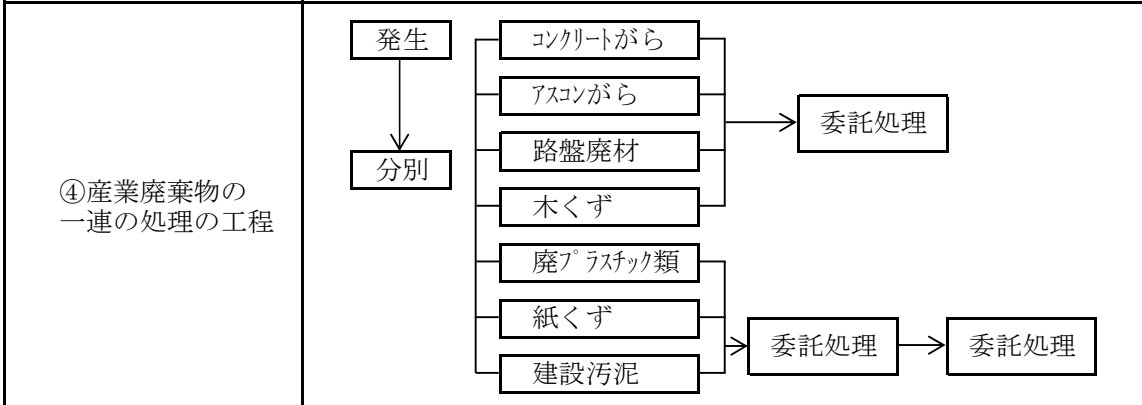 ④産業廃棄物の
一連の処理の工程
発生
分別
ｺﾝｸﾘｰﾄがら
ｱｽｺﾝがら
路盤廃材
木くず
廃ﾌﾟﾗｽﾁｯｸ類
紙くず
建設汚泥
委託処理
委託処理
委託処理